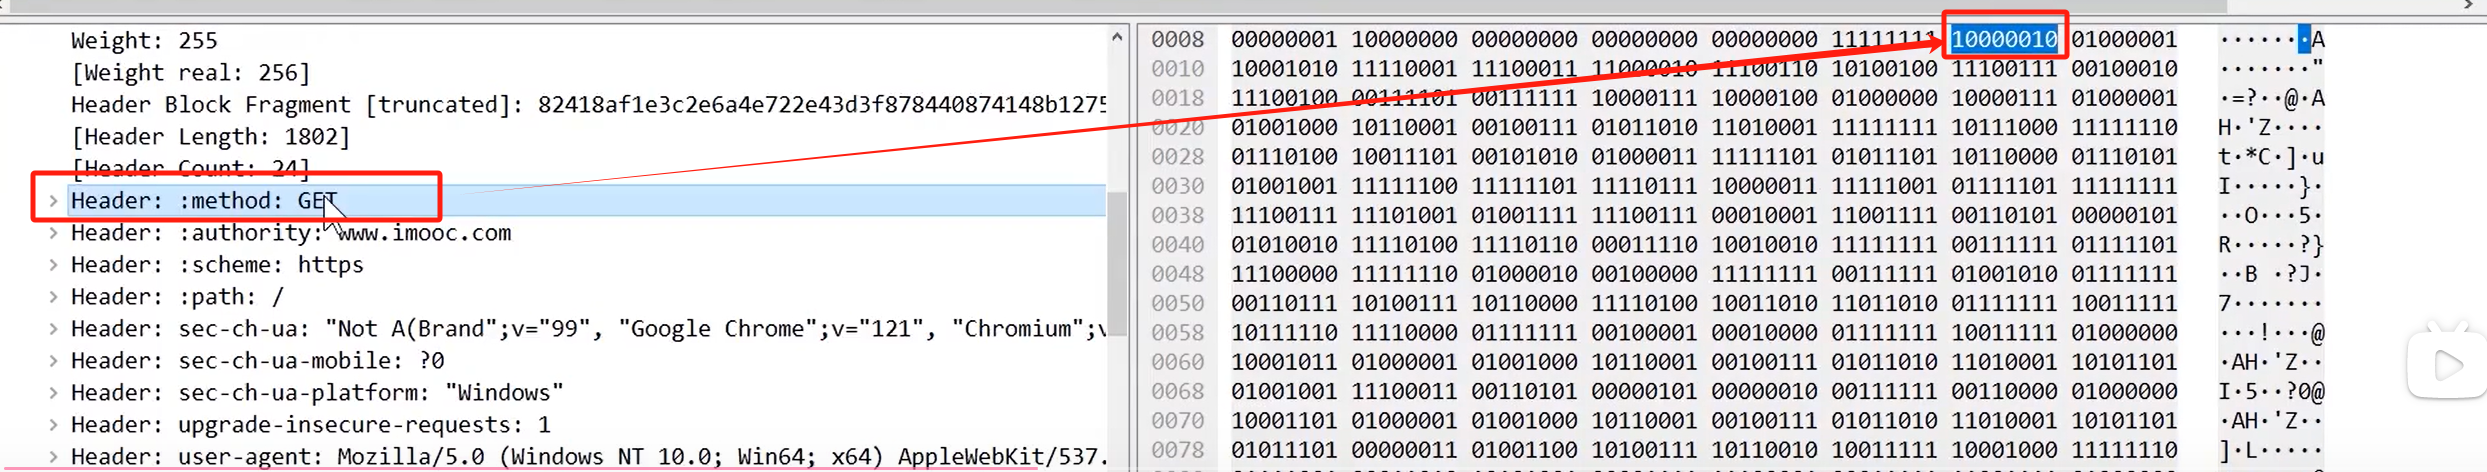 Weight: 255
[Weight real: 256]
Header Block Fragment [truncated]: 82418af1e3c2e6a4e722e43d3f878440874148b1275
[Header Length: 1802]
[Header Count: 24]
Header: :method: GET
Header: :authority: www.imooc.com
Header: :scheme: https
Header: :path: /
Header: sec-ch-ua: "Not A(Brand";v="99", "Google Chrome";v="121", "Chromium";v
Header: sec-ch-ua-mobile: ?0
Header: sec-ch-ua-platform: "Windows"
Header: upgrade-insecure-requests: 1
Header: user-agent: Mozilla/5.0 (Windows NT 10.0; Win64; x64) AppleWebKit/537.
0008 00000001 10000000 00000000 00000000 00000000 11111111 10000010 01000001 ·······A
0010 10001010 11110001 11100011 11000010 11100110 10100100 11100111 00100010 ·······"
0018 11100100 00111101 00111111 10000111 10000100 01000000 10000111 01000001 ·=?··@·A
0020 01001000 10110001 00100111 01011010 11010001 11111111 10111000 11111110 H·'Z····
0028 01110100 10011101 00101010 01000011 11111101 01011101 10110000 01110101 t·*C·]·u
0030 01001001 11111100 11111101 11110111 10000011 11111001 01111101 11111111 I·····}·
0038 11100111 11101001 01001111 11100111 00010001 11001111 00110101 00000101 ··O···5·
0040 01010010 11110100 11110110 00011110 10010010 11111111 00111111 01111101 R·····?}
0048 11100000 11111110 01000010 00100000 11111111 00111111 01001010 01111111 ··B ·?J·
0050 00110111 10100111 10110000 11110100 10011010 11011010 01111111 10011111 7·······
0058 10111110 11110000 01111111 00100001 00010000 01111111 10011111 01000000 ···!···@
0060 10001011 01000001 01001000 10110001 00100111 01011010 11010001 10101101 ·AH·'Z··
0068 01001001 11100011 00110101 00000101 00000010 00111111 00110000 01000000 I·5··?0@
0070 10001101 01000001 01001000 10110001 00100111 01011010 11010001 10101101 ·AH·'Z··
0078 01011101 00000011 01001100 10100111 10110010 10011111 10001000 11111110 ]·L·····